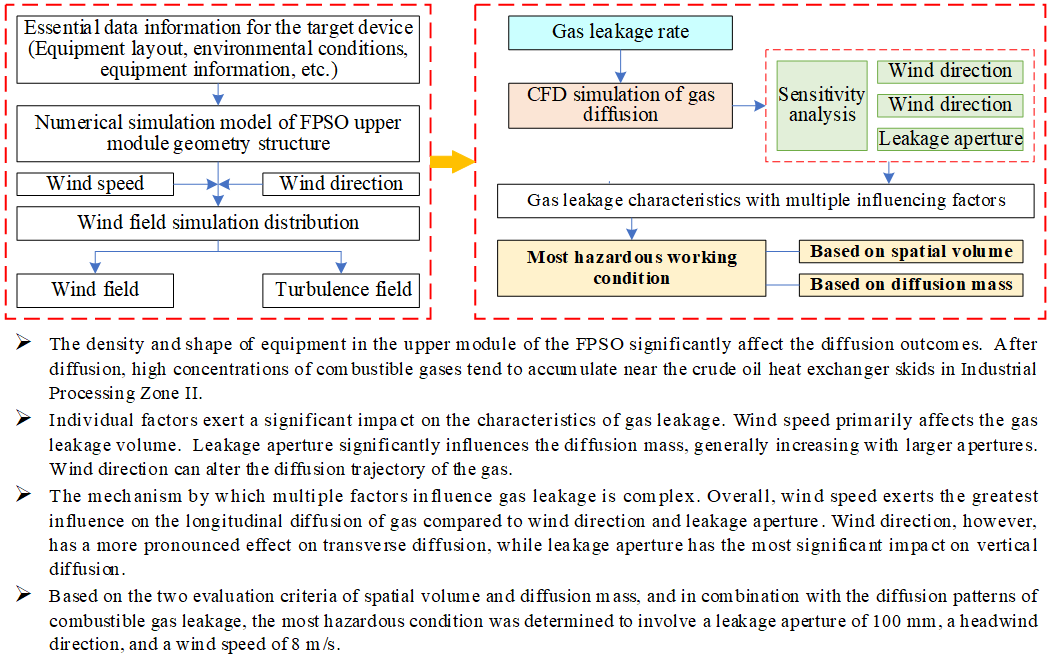 Essential data information for the target device
(Equipment layout, environmental conditions,
equipment information, etc.)
Numerical simulation model of FPSO upper
module geometry structure
Wind speed
Wind direction
Wind field simulation distribution
Wind field
Turbulence field
Gas leakage rate
CFD simulation of gas
diffusion
Sensitivity
analysis
Wind direction
Wind direction
Leakage aperture
Gas leakage characteristics with multiple influencing factors
Most hazardous working
condition
Based on spatial volume
Based on diffusion mass
➢ The density and shape of equipment in the upper module of the FPSO significantly affect the diffusion outcomes. After
diffusion, high concentrations of combustible gases tend to accumulate near the crude oil heat exchanger skids in Industrial
Processing Zone II.
➢ Individual factors exert a significant impact on the characteristics of gas leakage. Wind speed primarily affects the gas
leakage volume. Leakage aperture significantly influences the diffusion mass, generally increasing with larger apertures.
Wind direction can alter the diffusion trajectory of the gas.
➢ The mechanism by which multiple factors influence gas leakage is complex. Overall, wind speed exerts the greatest
influence on the longitudinal diffusion of gas compared to wind direction and leakage aperture. Wind direction, however,
has a more pronounced effect on transverse diffusion, while leakage aperture has the most significant impact on vertical
diffusion.
➢ Based on the two evaluation criteria of spatial volume and diffusion mass, and in combination with the diffusion patterns of
combustible gas leakage, the most hazardous condition was determined to involve a leakage aperture of 100 mm, a headwind
direction, and a wind speed of 8 m/s.